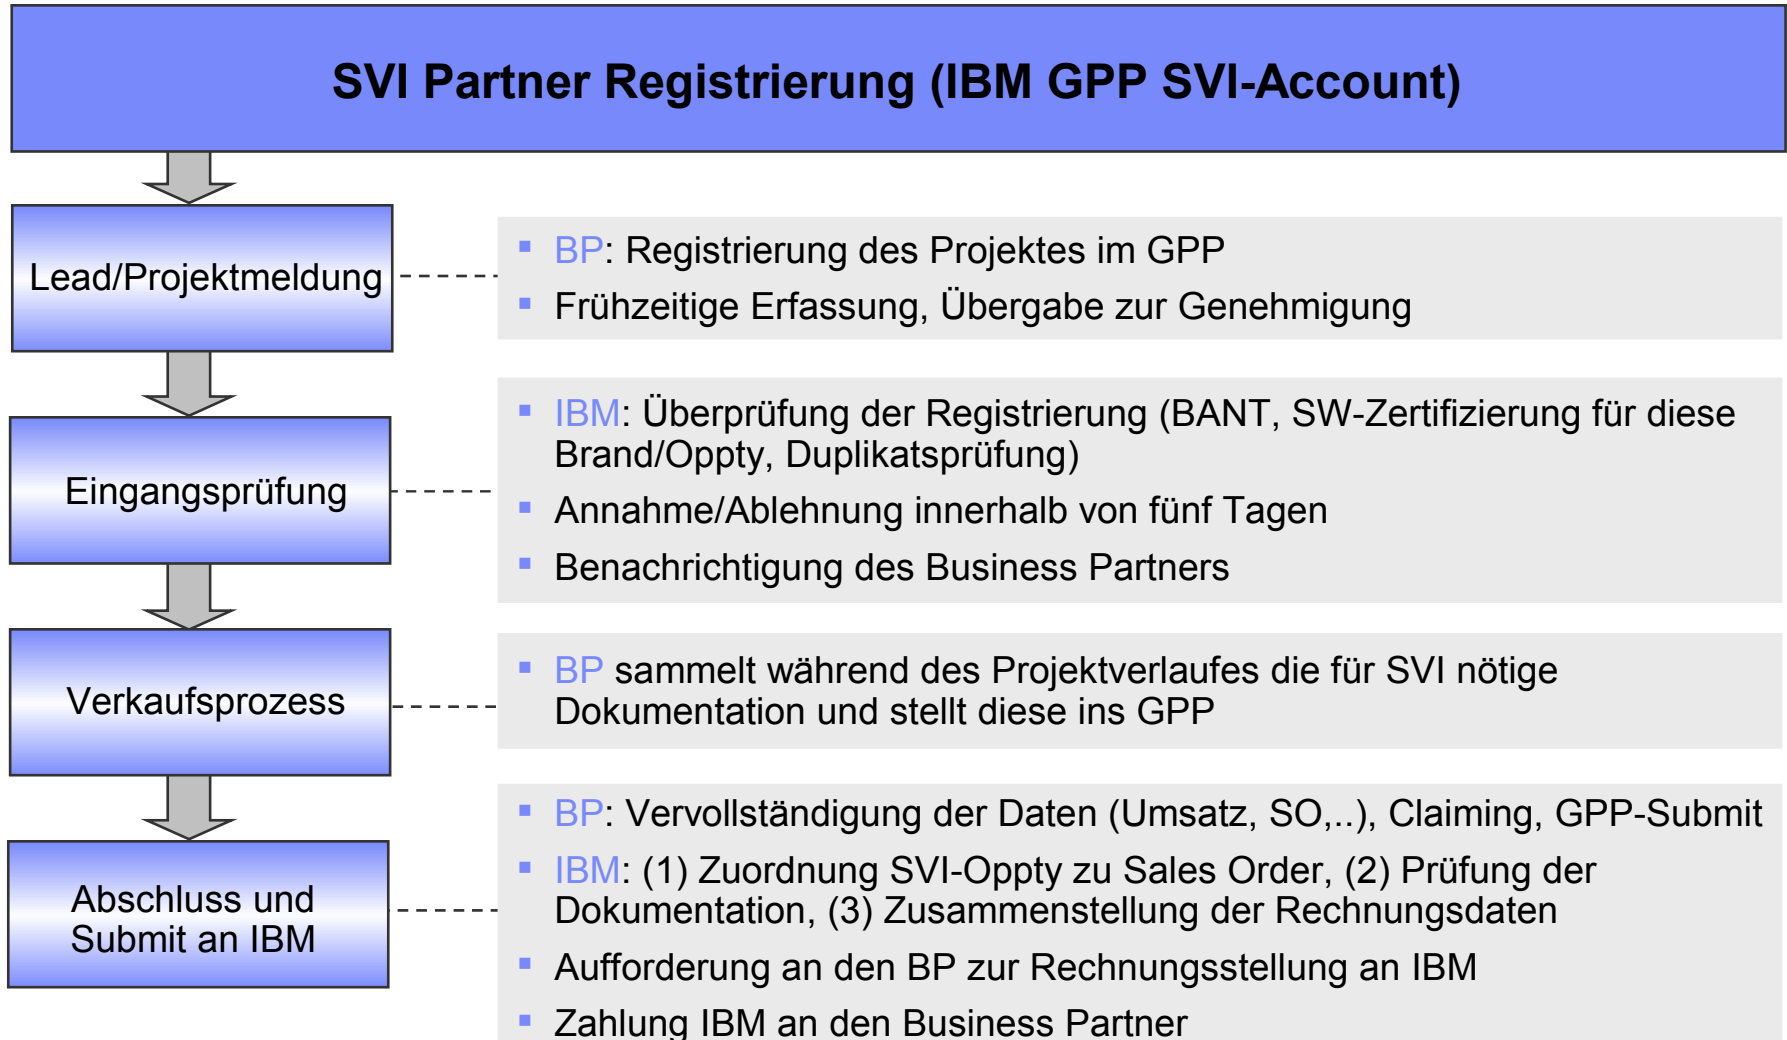 SVI Partner Registrierung (IBM GPP SVI-Account)
Lead/Projektmeldung
▪ BP: Registrierung des Projektes im GPP
▪ Frühzeitige Erfassung, Übergabe zur Genehmigung
Eingangsprüfung
▪ IBM: Überprüfung der Registrierung (BANT, SW-Zertifizierung für diese
Brand/Oppty, Duplikatsprüfung)
▪ Annahme/Ablehnung innerhalb von fünf Tagen
▪ Benachrichtigung des Business Partners
Verkaufsprozess
▪ BP sammelt während des Projektverlaufes die für SVI nötige
Dokumentation und stellt diese ins GPP
Abschluss und
Submit an IBM
▪ BP: Vervollständigung der Daten (Umsatz, SO,..), Claiming, GPP-Submit
▪ IBM: (1) Zuordnung SVI-Oppty zu Sales Order, (2) Prüfung der
Dokumentation, (3) Zusammenstellung der Rechnungsdaten
▪ Aufforderung an den BP zur Rechnungsstellung an IBM
▪ Zahlung IBM an den Business Partner